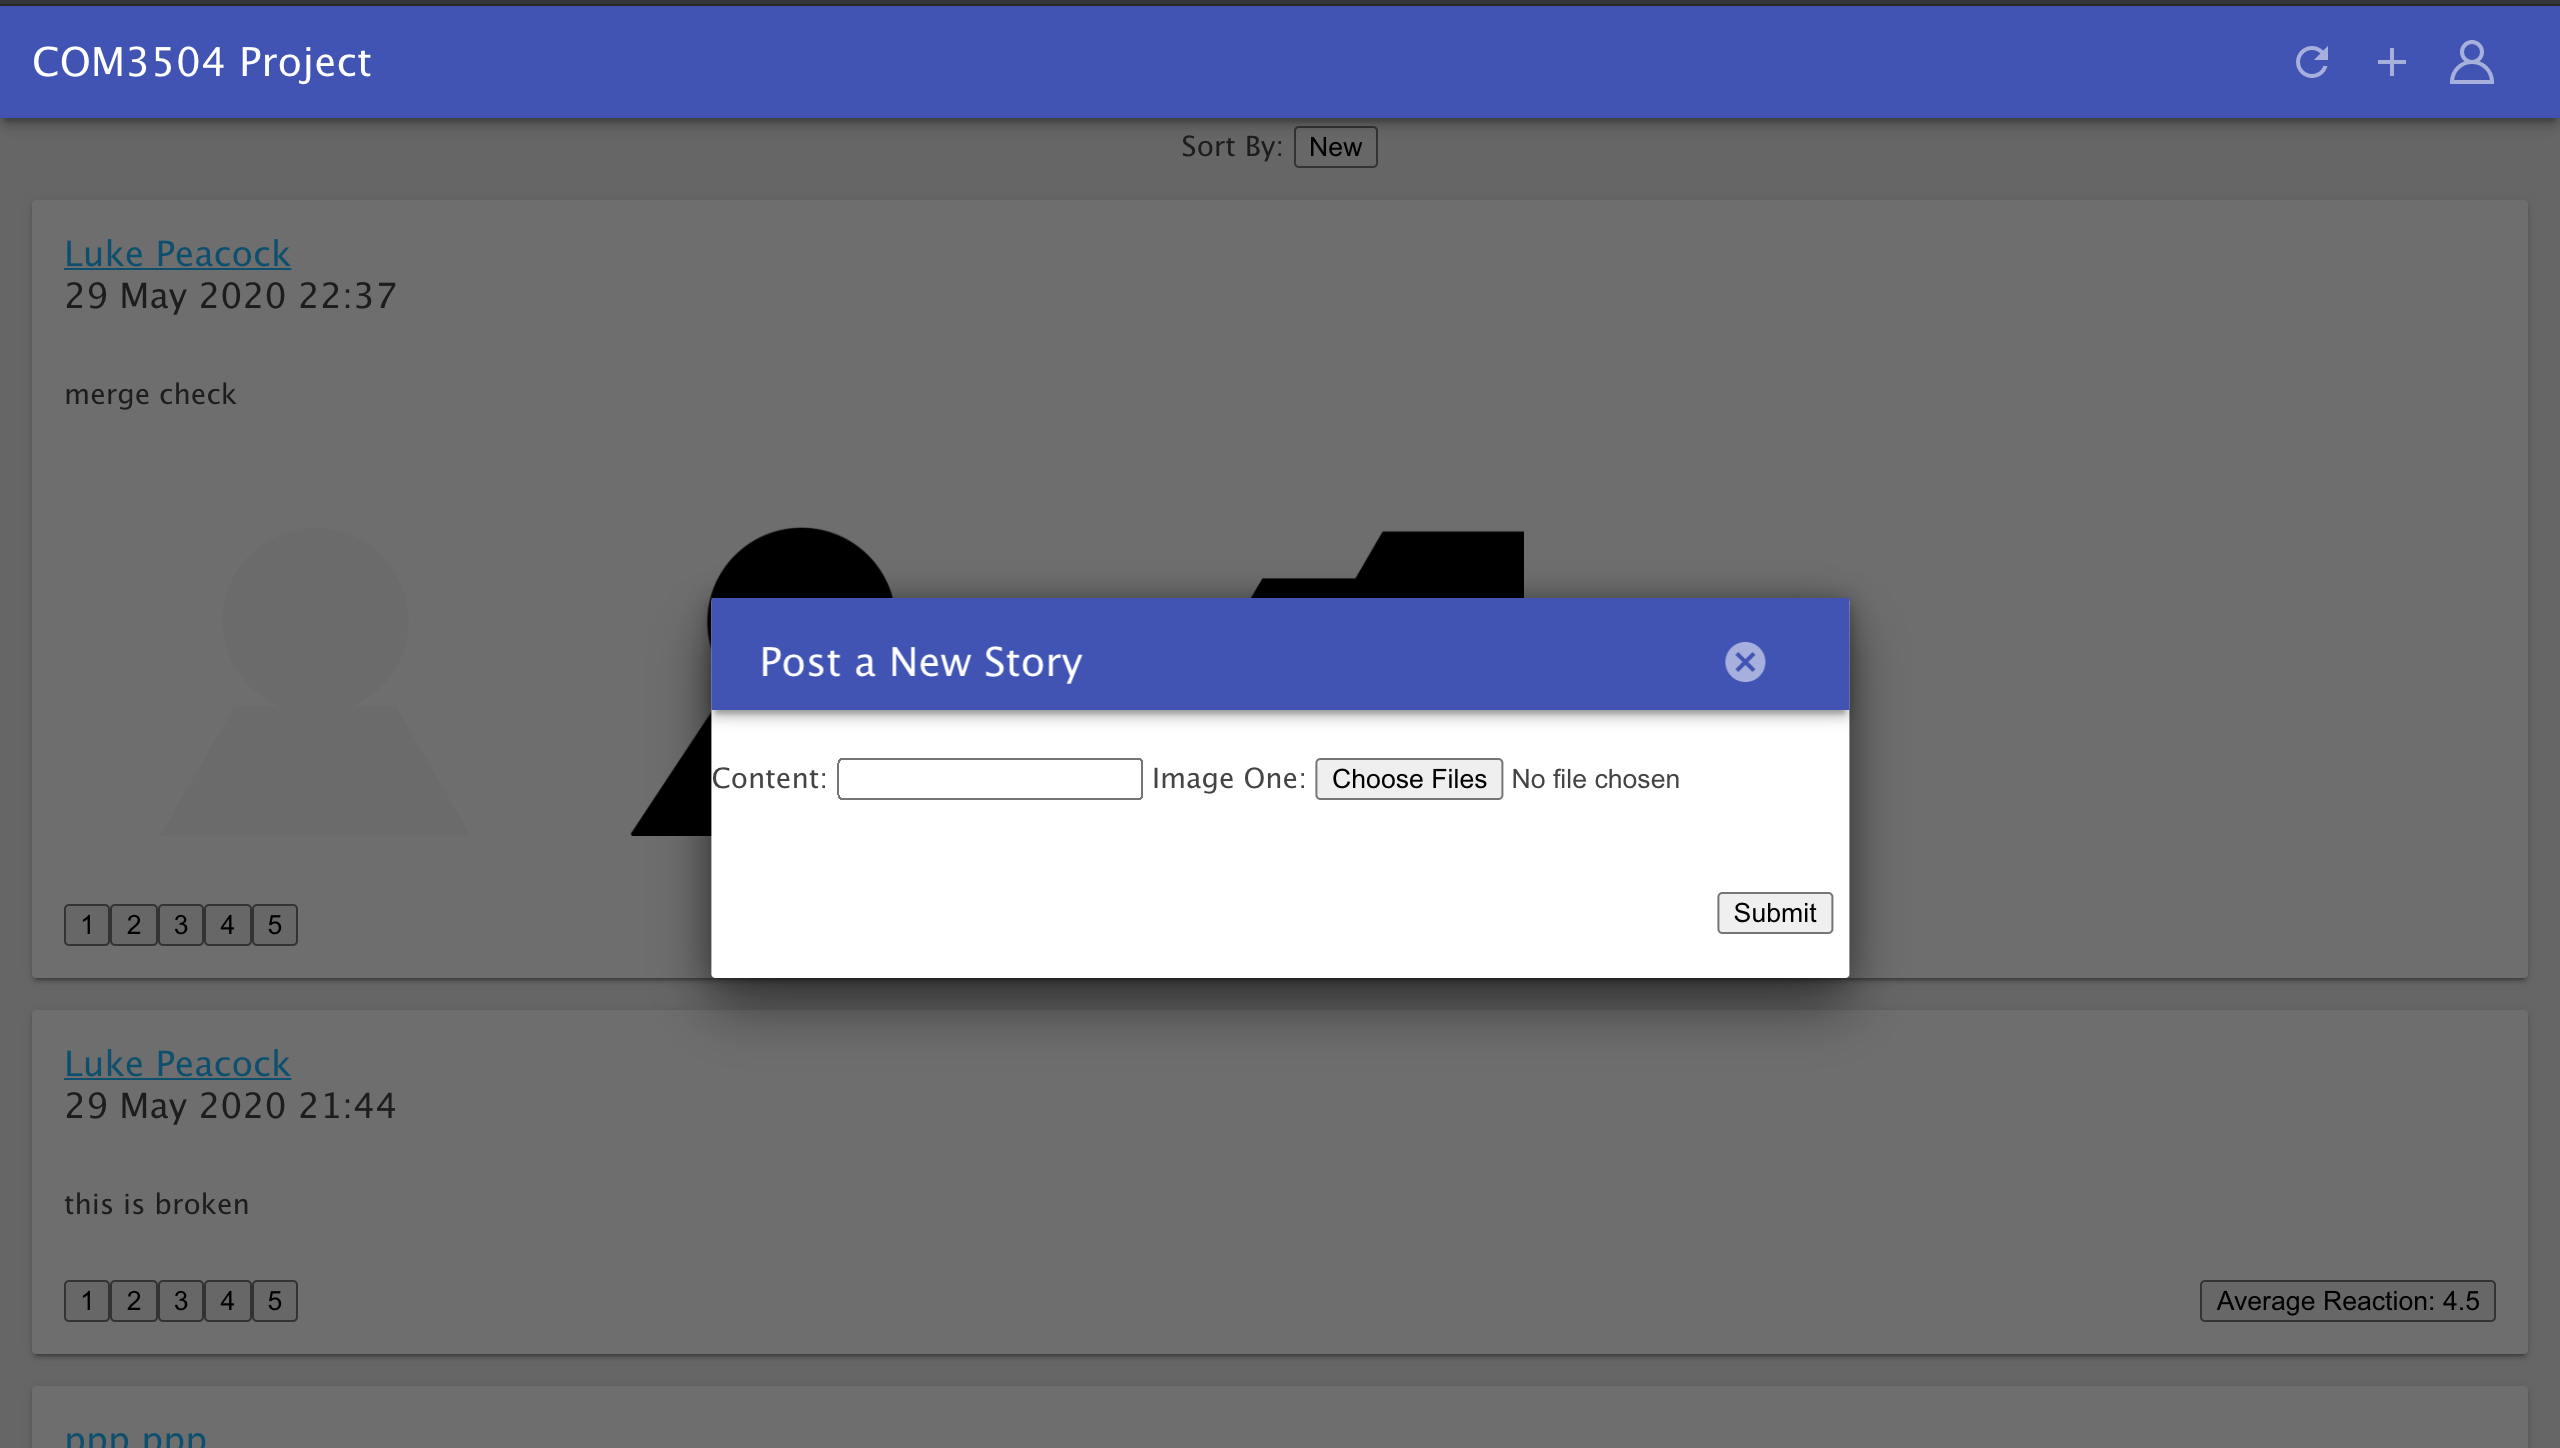 COM3504 Project
Sort By: New
Luke Peacock
29 May 2020 22:37
merge check
Post a New Story
Content: Image One: Choose Files No file chosen
Submit
1 2 3 4 5
Luke Peacock
29 May 2020 21:44
this is broken
1 2 3 4 5 Average Reaction: 4.5
ppp ppp